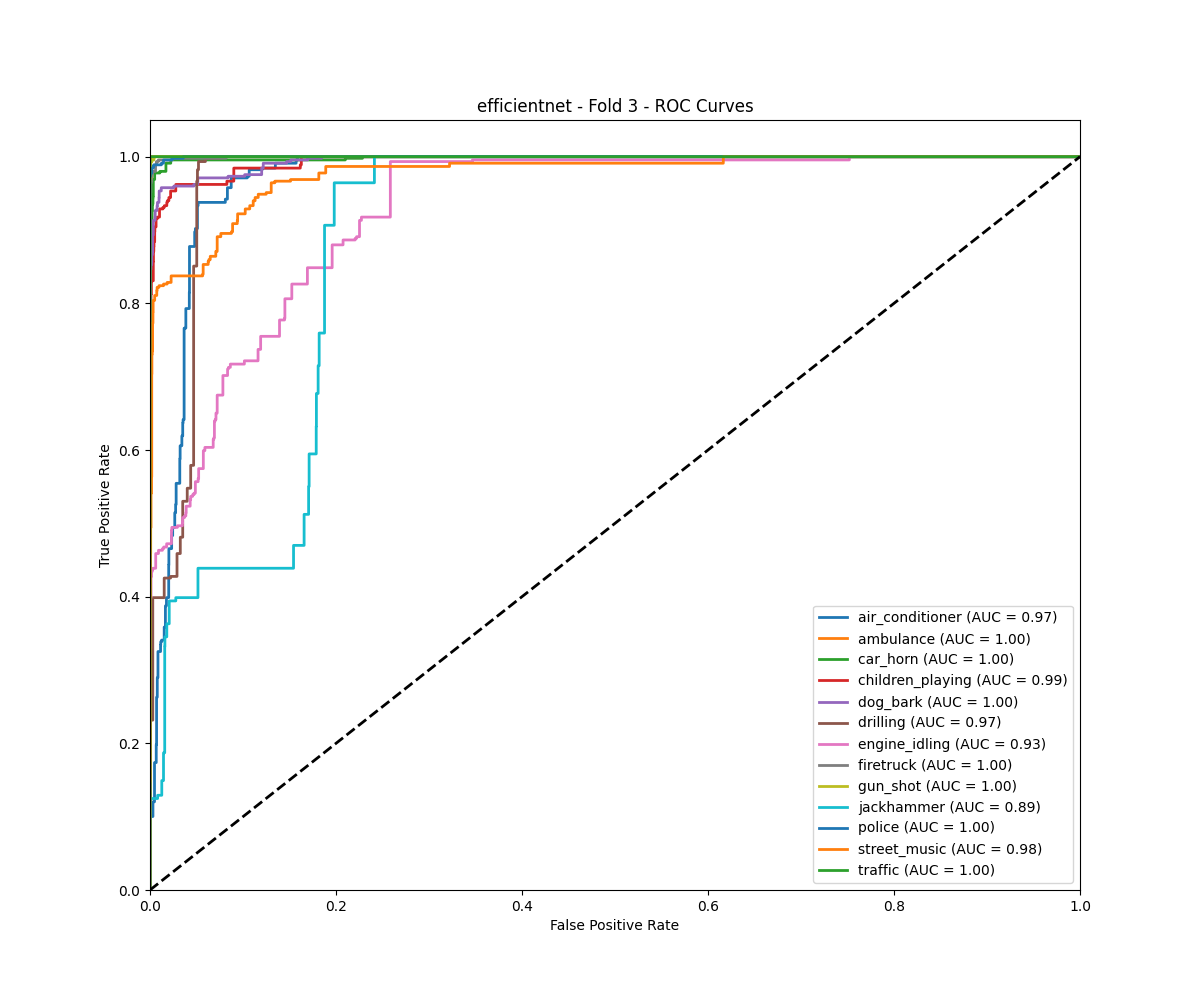 efficientnet - Fold 3 - ROC Curves
True Positive Rate
1.0
0.8
0.6
0.4
0.2
0.0
0.0 0.2 0.4 0.6 0.8 1.0
False Positive Rate
air_conditioner (AUC = 0.97)
ambulance (AUC = 1.00)
car_horn (AUC = 1.00)
children_playing (AUC = 0.99)
dog_bark (AUC = 1.00)
drilling (AUC = 0.97)
engine_idling (AUC = 0.93)
firetruck (AUC = 1.00)
gun_shot (AUC = 1.00)
jackhammer (AUC = 0.89)
police (AUC = 1.00)
street_music (AUC = 0.98)
traffic (AUC = 1.00)